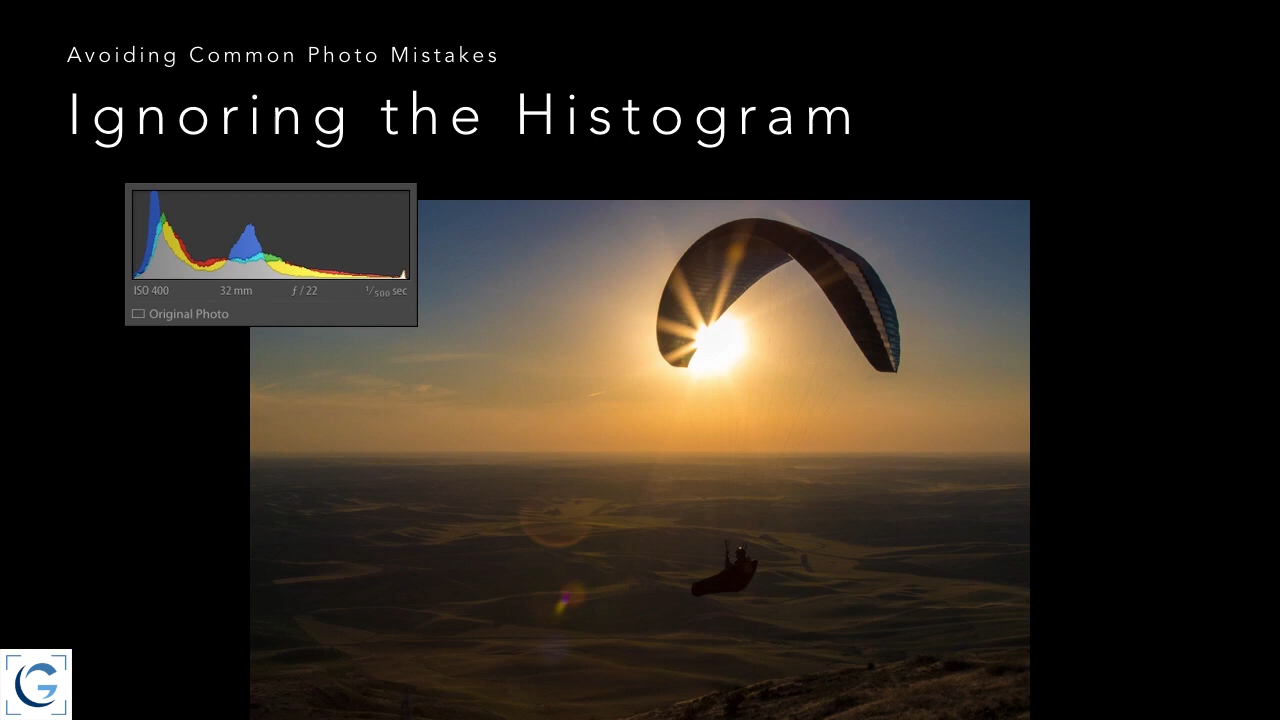 Avoiding Common Photo Mistakes
Ignoring the Histogram
ISO 400 32 mm ƒ / 22 1/500 sec
Original Photo
G